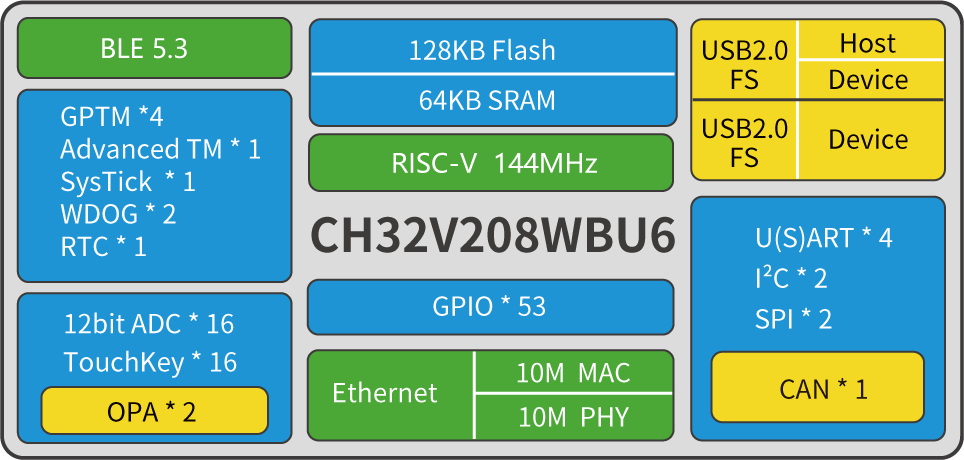 BLE 5.3
GPTM *4
Advanced TM * 1
SysTick * 1
WDOG * 2
RTC * 1
12bit ADC * 16
TouchKey * 16
OPA * 2
128KB Flash
64KB SRAM
RISC-V 144MHz
CH32V208WBU6
GPIO * 53
Ethernet
10M MAC
10M PHY
USB2.0
FS
Host
Device
USB2.0
FS
Device
U(S)ART * 4
I²C * 2
SPI * 2
CAN * 1